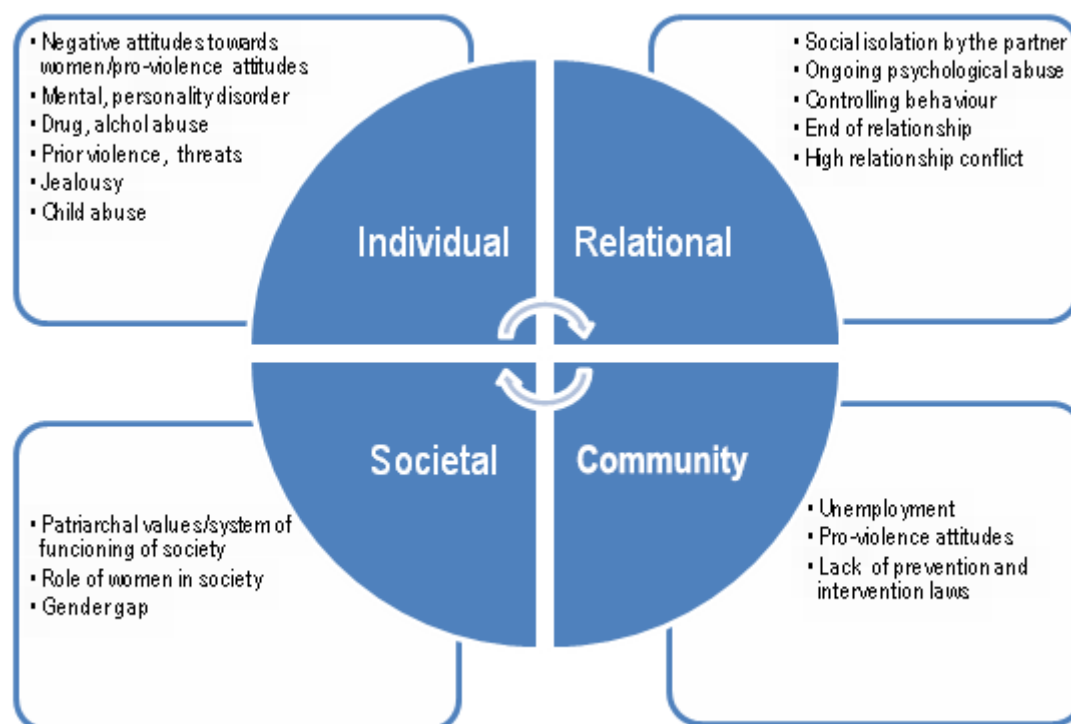 • Negative attitudes towards
women/pro-violence attitudes
• Mental, personality disorder
• Drug, alchol abuse
• Prior violence, threats
• Jealousy
• Child abuse
• Social isolation by the partner
• Ongoing psychological abuse
• Controlling behaviour
• End of relationship
• High relationship conflict
Individual
Relational
Societal
Community
• Patriarchal values/system of
funcioning of society
• Role of women in society
• Gender gap
• Unemployment
• Pro-violence attitudes
• Lack of prevention and
intervention laws